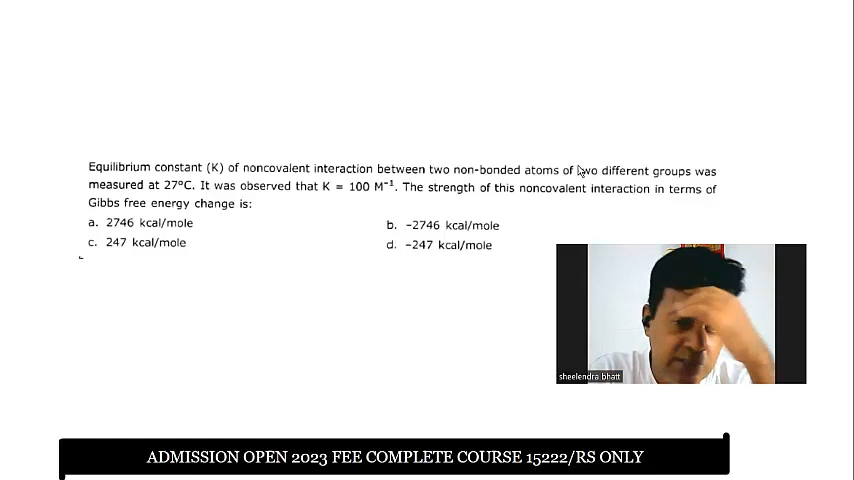 Equilibrium constant (K) of noncovalent interaction between two non-bonded atoms of two different groups was
measured at 27°C. It was observed that K = 100 M⁻¹. The strength of this noncovalent interaction in terms of
Gibbs free energy change is:
a. 2746 kcal/mole
b. –2746 kcal/mole
c. 247 kcal/mole
d. –247 kcal/mole
sheelendra bhatt
ADMISSION OPEN 2023 FEE COMPLETE COURSE 15222/RS ONLY